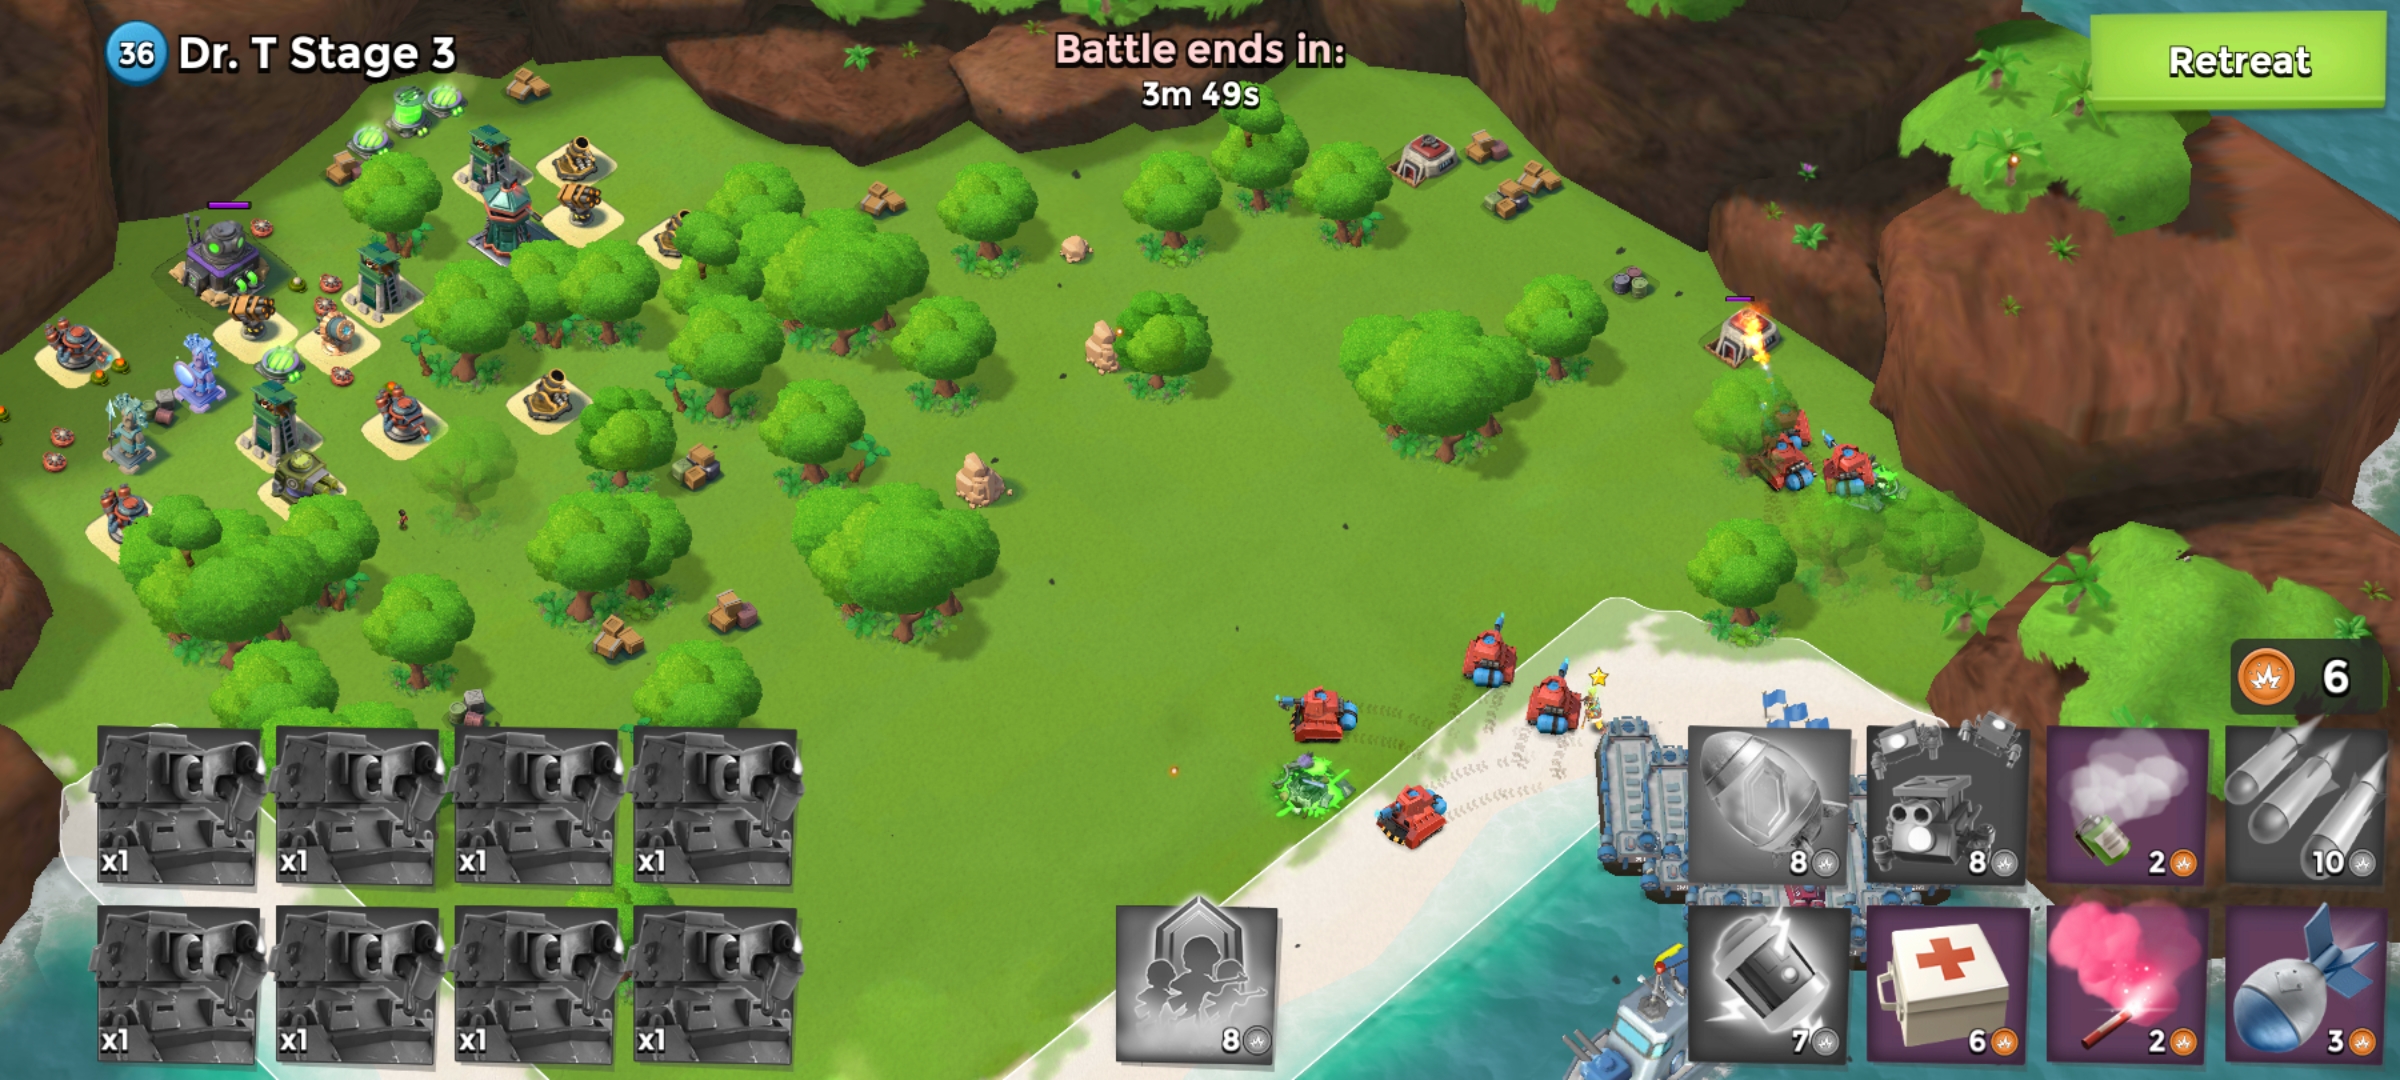 36 Dr. T Stage 3
Battle ends in:
3m 49s
Retreat
6
x1 x1 x1 x1
8 8 2 10
x1 x1 x1 x1
8
7 6 2 3